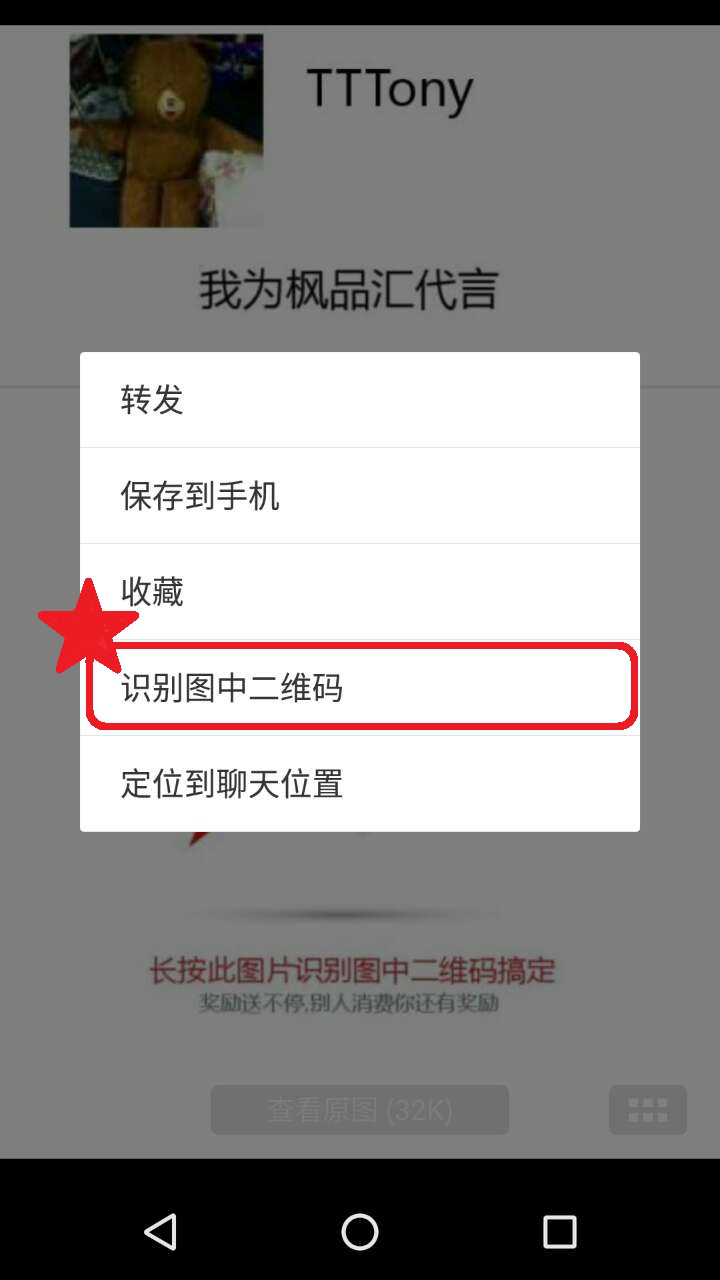 TTTony
我为枫品汇代言
转发
保存到手机
收藏
识别图中二维码
定位到聊天位置
长按此图片识别图中二维码搞定
奖励送不停,别人消费你还有奖励
查看原图 (32K)